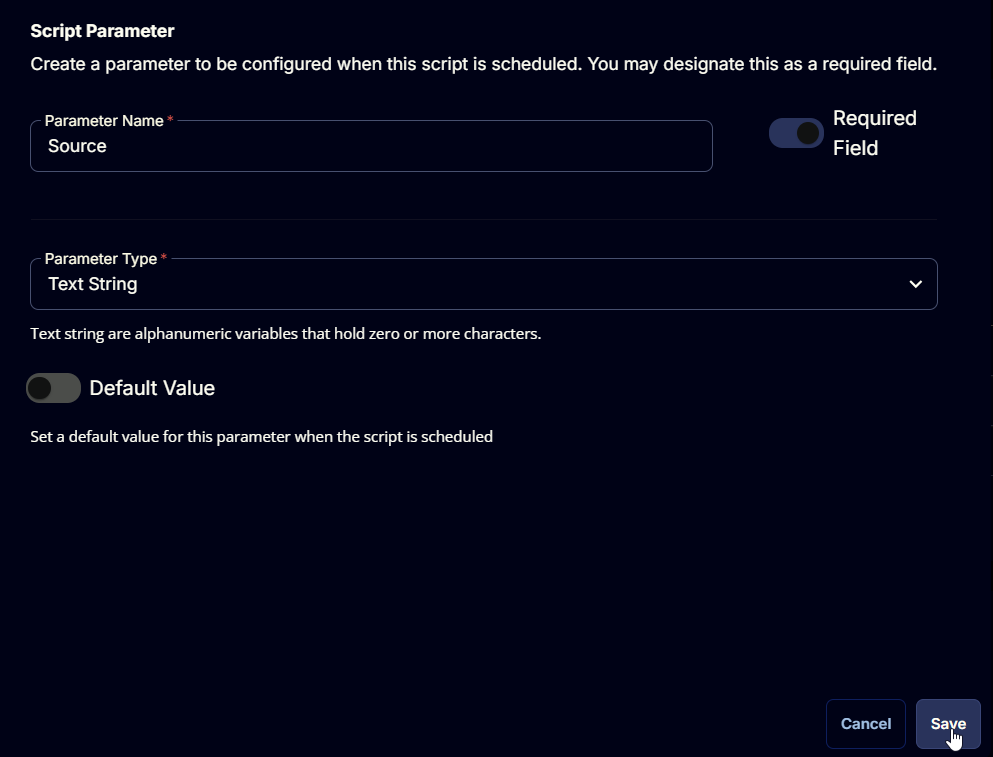 Script Parameter
Create a parameter to be configured when this script is scheduled. You may designate this as a required field.
Parameter Name *
Source
Required
Field
Parameter Type *
Text String
Text string are alphanumeric variables that hold zero or more characters.
Default Value
Set a default value for this parameter when the script is scheduled
Cancel
Save